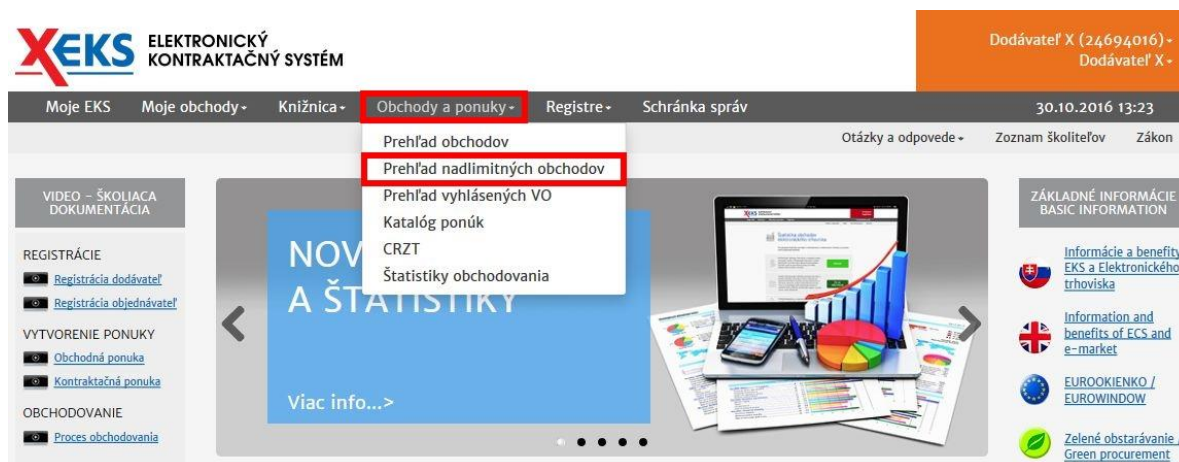 XEKS ELEKTRONICKÝ
KONTRAKTAČNÝ SYSTÉM
Dodávateľ X (24694016)
Dodávateľ X
Moje EKS Moje obchody Knižnica Obchody a ponuky Registre Schránka správ 30.10.2016 13:23
Otázky a odpovede Zoznam školiteľov Zákon
Prehľad obchodov
Prehľad nadlimitných obchodov
Prehľad vyhlásených VO
Katalóg ponúk
CRZT
Štatistiky obchodovania
VIDEO – ŠKOLIACA
DOKUMENTÁCIA
REGISTRÁCIE
Registrácia dodávateľ
Registrácia objednávateľ
VYTVORENIE PONUKY
Obchodná ponuka
Kontraktačná ponuka
OBCHODOVANIE
Proces obchodovania
NOV
A ŠTATISTIKY
Viac info...>
ZÁKLADNÉ INFORMÁCIE
BASIC INFORMATION
Informácie a benefity
EKS a Elektronického
trhoviska
Information and
benefits of ECS and
e-market
EUROOKIENKO /
EUROWINDOW
Zelené obstarávanie /
Green procurement